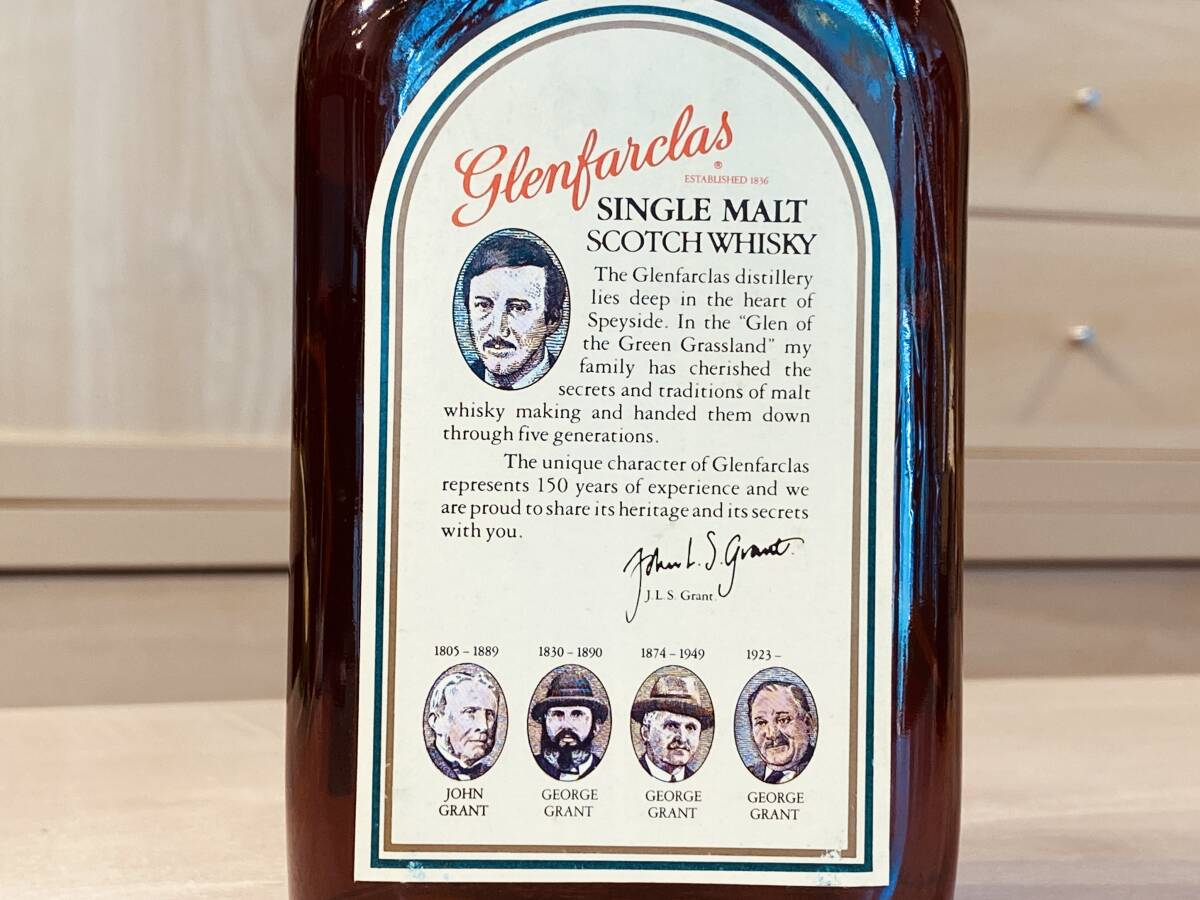 Glenfarclas
®
ESTABLISHED 1836
SINGLE MALT
SCOTCH WHISKY
The Glenfarclas distillery
lies deep in the heart of
Speyside. In the “Glen of
the Green Grassland” my
family has cherished the
secrets and traditions of malt
whisky making and handed them down
through five generations.
The unique character of Glenfarclas
represents 150 years of experience and we
are proud to share its heritage and its secrets
with you.
John L. S. Grant.
J.L.S. Grant
1805 – 1889 1830 – 1890 1874 – 1949 1923 –
JOHN GEORGE GEORGE GEORGE
GRANT GRANT GRANT GRANT